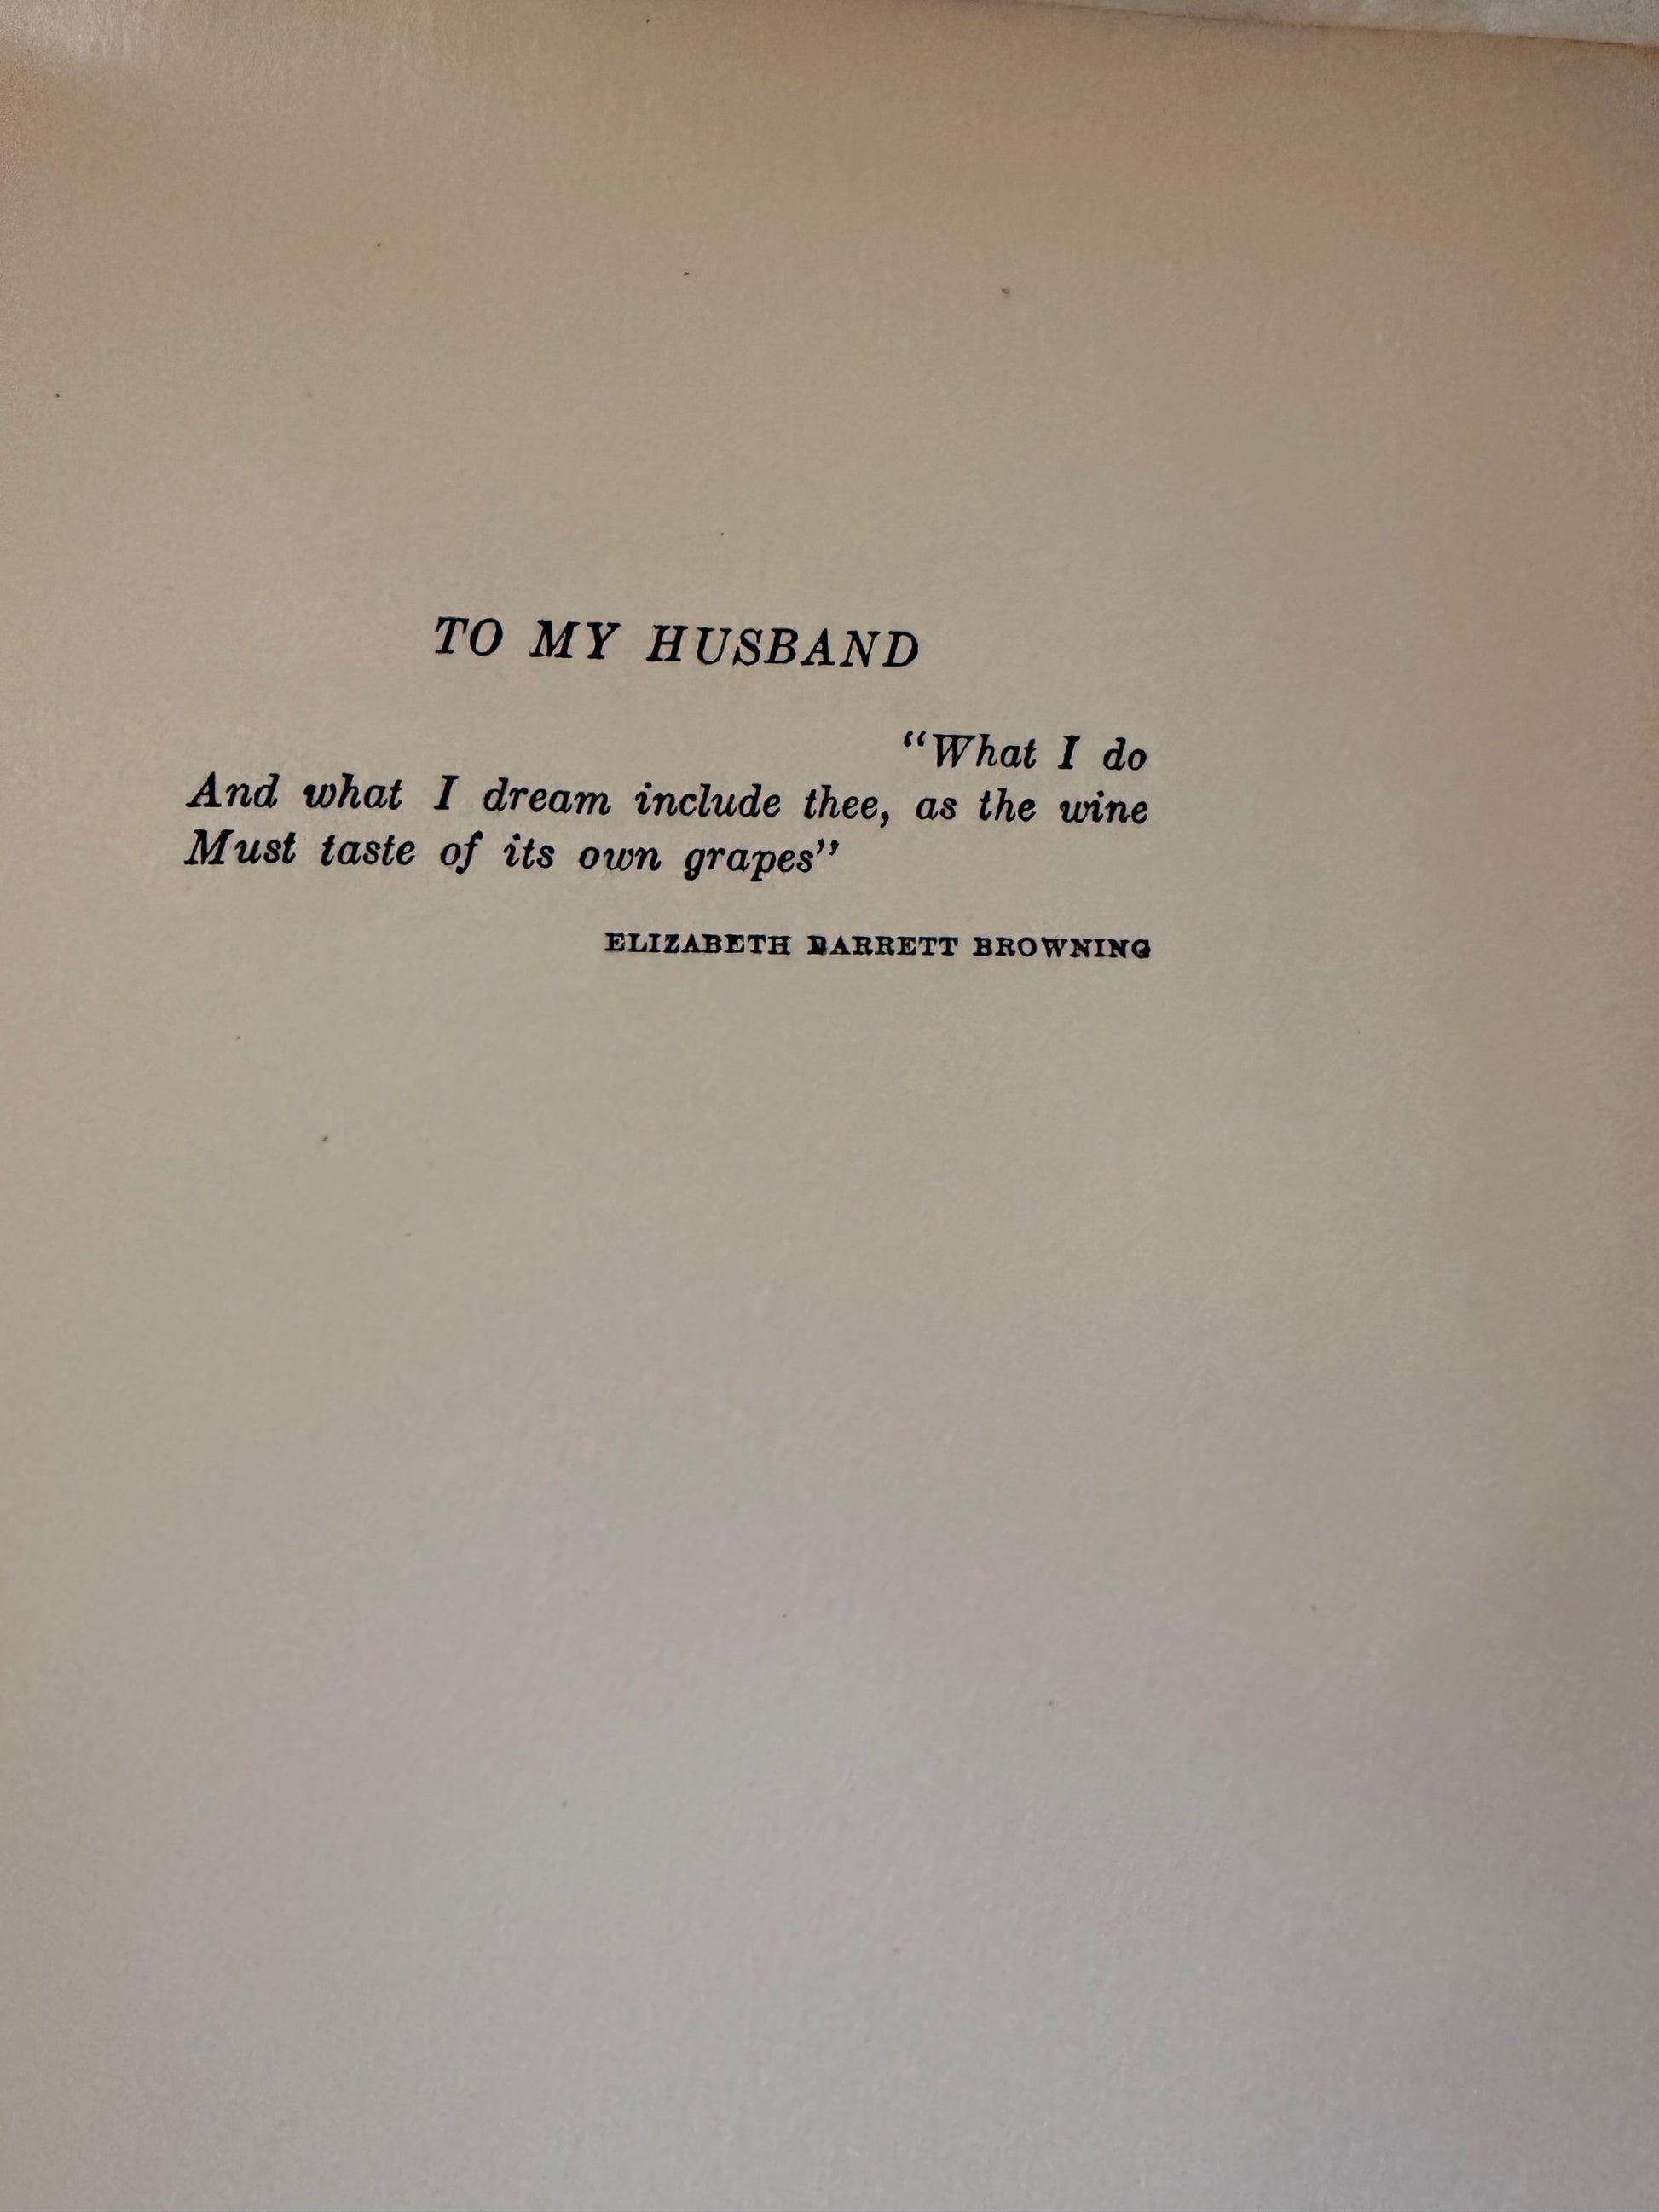 TO MY HUSBAND
“What I do
And what I dream include thee, as the wine
Must taste of its own grapes”
ELIZABETH BARRETT BROWNING